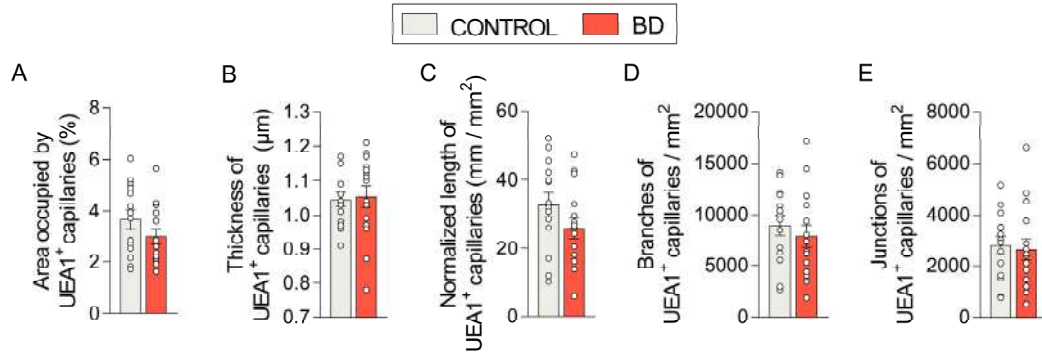 CONTROL BD
A
B
C
D
E
Area occupied by
UEA1+ capillaries (%)
8
6
4
2
0
Thickness of
UEA1+ capillaries (µm)
1.3
1.2
1.1
1.0
0.9
0.8
0.7
Normalized length of
UEA1+ capillaries (mm / mm2)
60
40
20
0
Branches of
UEA1+ capillaries / mm2
20000
15000
10000
5000
0
Junctions of
UEA1+ capillaries / mm2
8000
6000
4000
2000
0